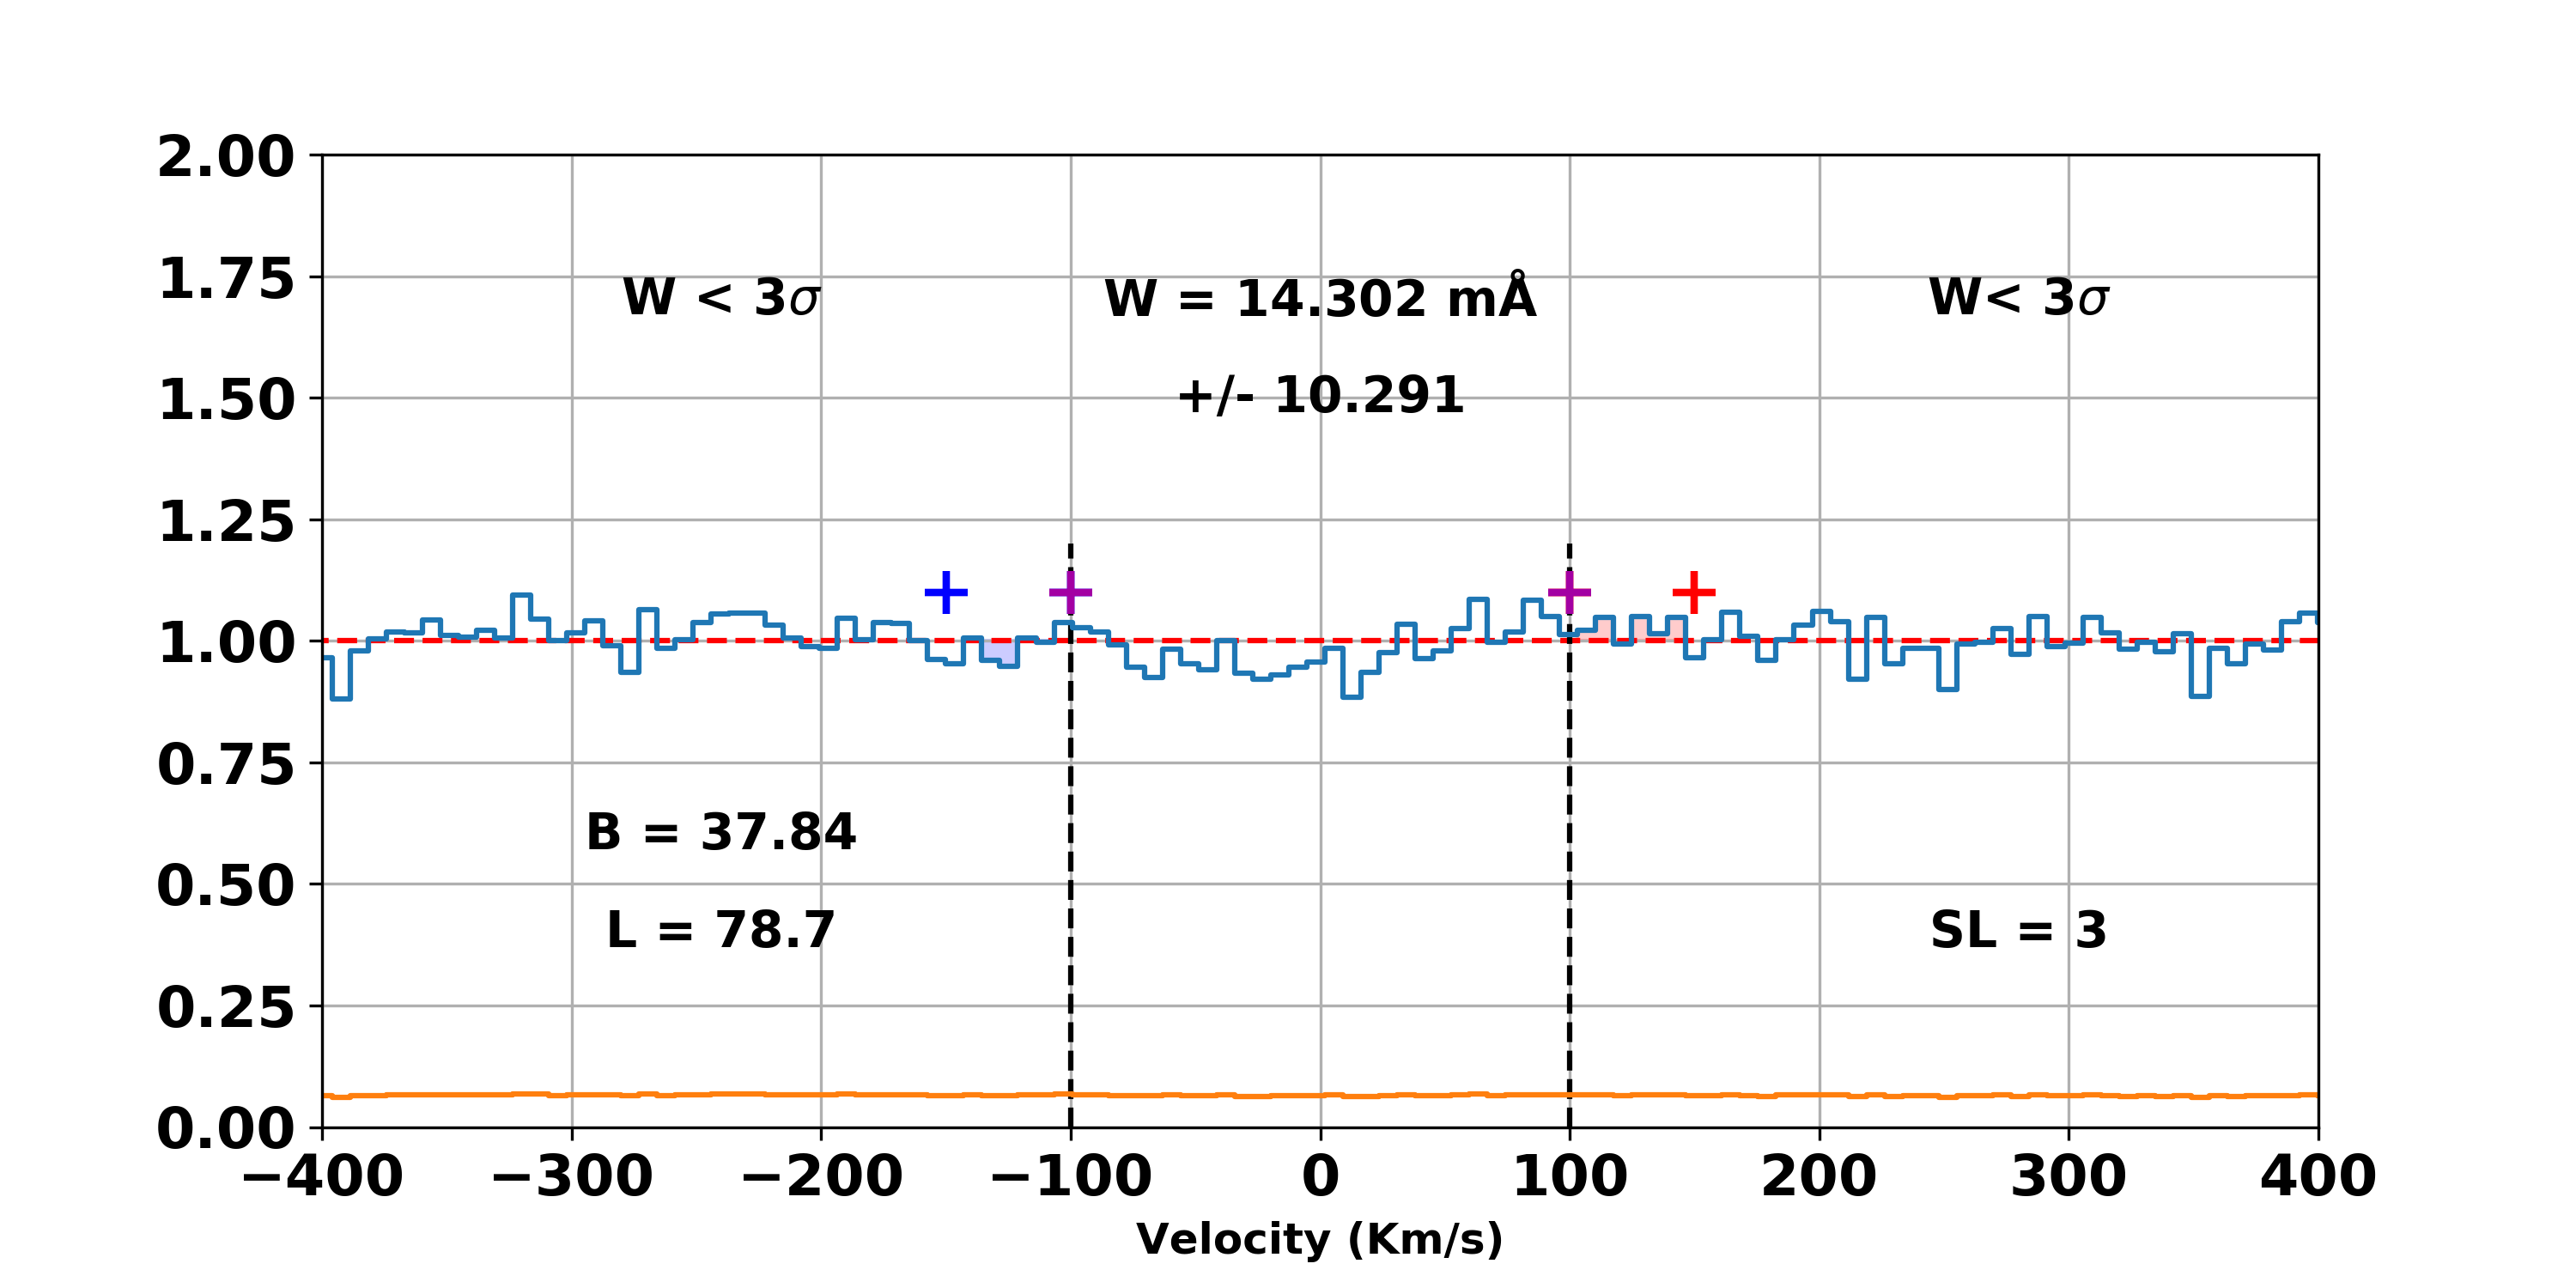 2.00
1.75
1.50
1.25
1.00
0.75
0.50
0.25
0.00
W < 3σ
W = 14.302 mÅ
+/- 10.291
W< 3σ
B = 37.84
L = 78.7
SL = 3
−400 −300 −200 −100 0 100 200 300 400
Velocity (Km/s)